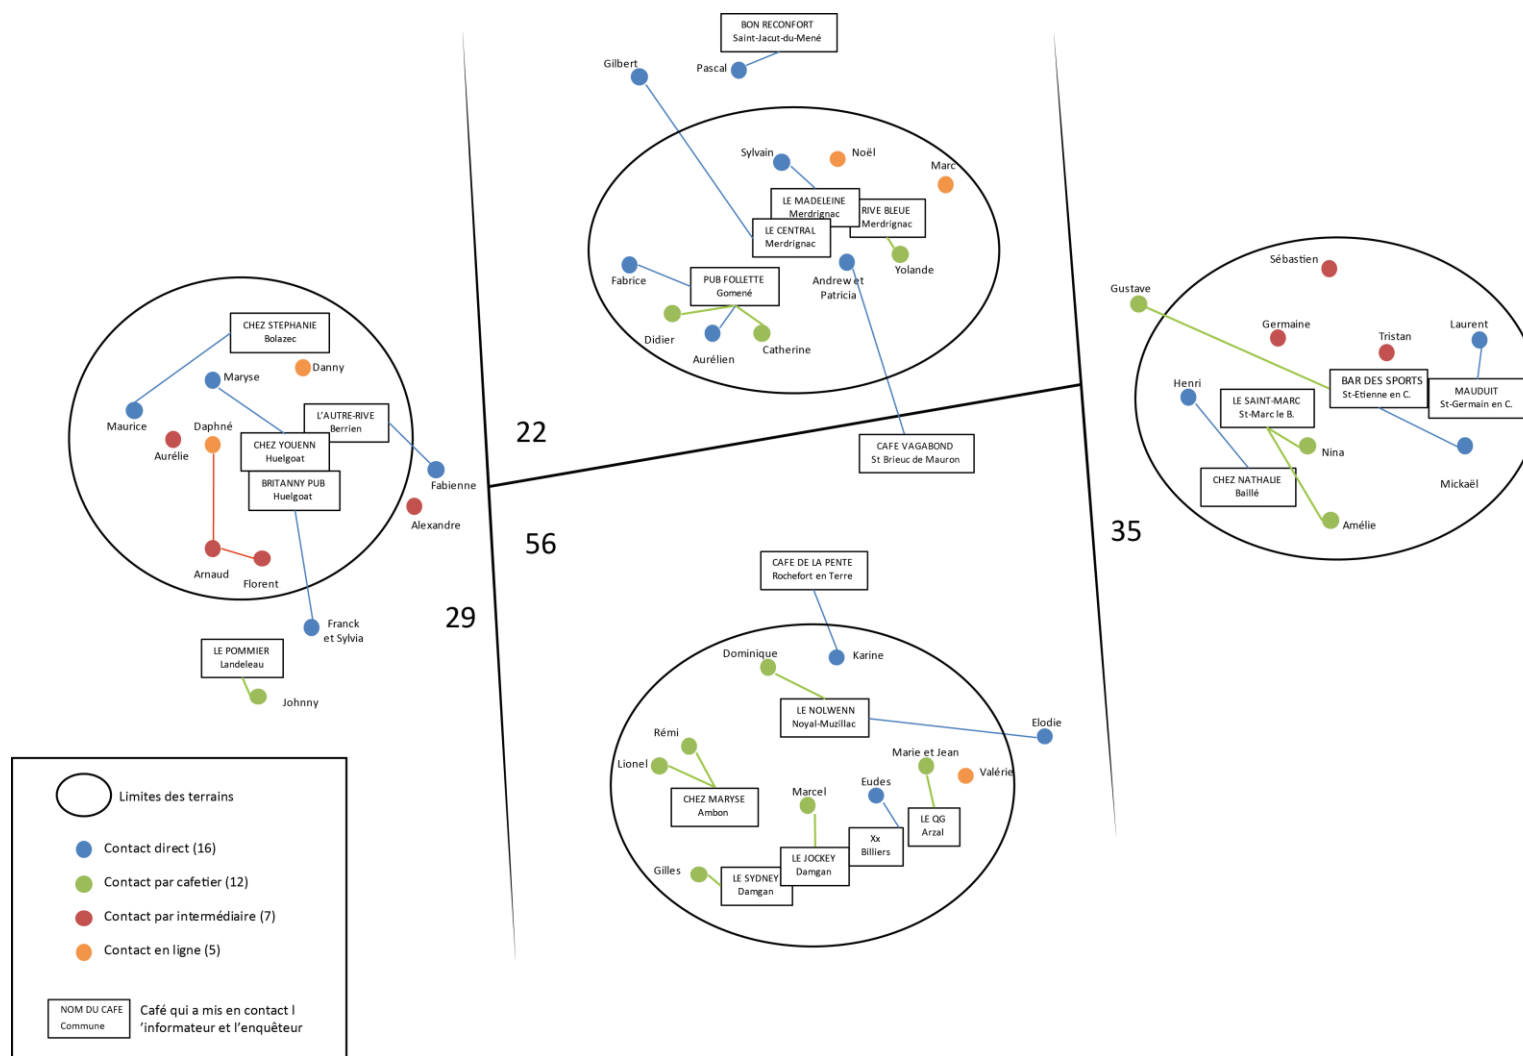 BON RECONFORT
Saint-Jacut-du-Mené
Gilbert
Pascal
Sylvain
Noël
Marc
LE MADELEINE
Merdrignac
RIVE BLEUE
Merdrignac
LE CENTRAL
Merdrignac
Yolande
Fabrice
PUB FOLLETTE
Gomené
Andrew et
Patricia
Didier
Aurélien
Catherine
22
CAFE VAGABOND
St Brieuc de Mauron
CHEZ STEPHANIE
Bolazec
Danny
Maryse
Maurice
L'AUTRE-RIVE
Berrien
Daphné
Aurélie
CHEZ YOUENN
Huelgoat
BRITANNY PUB
Huelgoat
Fabienne
Alexandre
Arnaud
Florent
Franck
et Sylvia
29
LE POMMIER
Landeleau
Johnny
Sébastien
Gustave
Germaine
Tristan
Laurent
Henri
BAR DES SPORTS
St-Etienne en C.
MAUDUIT
St-Germain en C.
LE SAINT-MARC
St-Marc le B.
Nina
Mickaël
CHEZ NATHALIE
Baillé
Amélie
35
56
CAFE DE LA PENTE
Rochefort en Terre
Dominique
Karine
LE NOLWENN
Noyal-Muzillac
Elodie
Rémi
Lionel
CHEZ MARYSE
Ambon
Marie et Jean
Valérie
Eudes
Marcel
LE QG
Arzal
Xx
Billiers
LE JOCKEY
Damgan
Gilles
LE SYDNEY
Damgan
Limites des terrains
Contact direct (16)
Contact par cafetier (12)
Contact par intermédiaire (7)
Contact en ligne (5)
NOM DU CAFE
Commune
Café qui a mis en contact l
'informateur et l'enquêteur